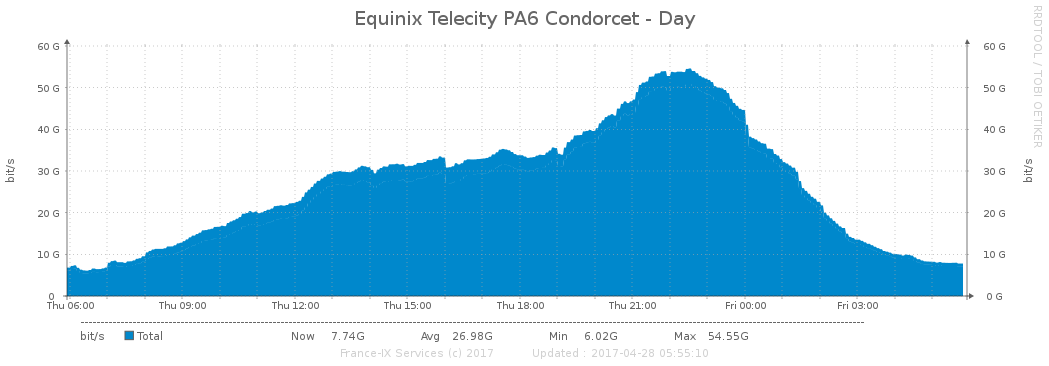 Equinix Telecity PA6 Condorcet - Day
RRDTOOL / TOBI OETIKER
bit/s
60 G
50 G
40 G
30 G
20 G
10 G
0
60 G
50 G
40 G
30 G
20 G
10 G
0 G
bit/s
Thu 06:00 Thu 09:00 Thu 12:00 Thu 15:00 Thu 18:00 Thu 21:00 Fri 00:00 Fri 03:00
bit/s Total Now 7.74G Avg 26.98G Min 6.02G Max 54.55G
France-IX Services (c) 2017 Updated : 2017-04-28 05:55:10